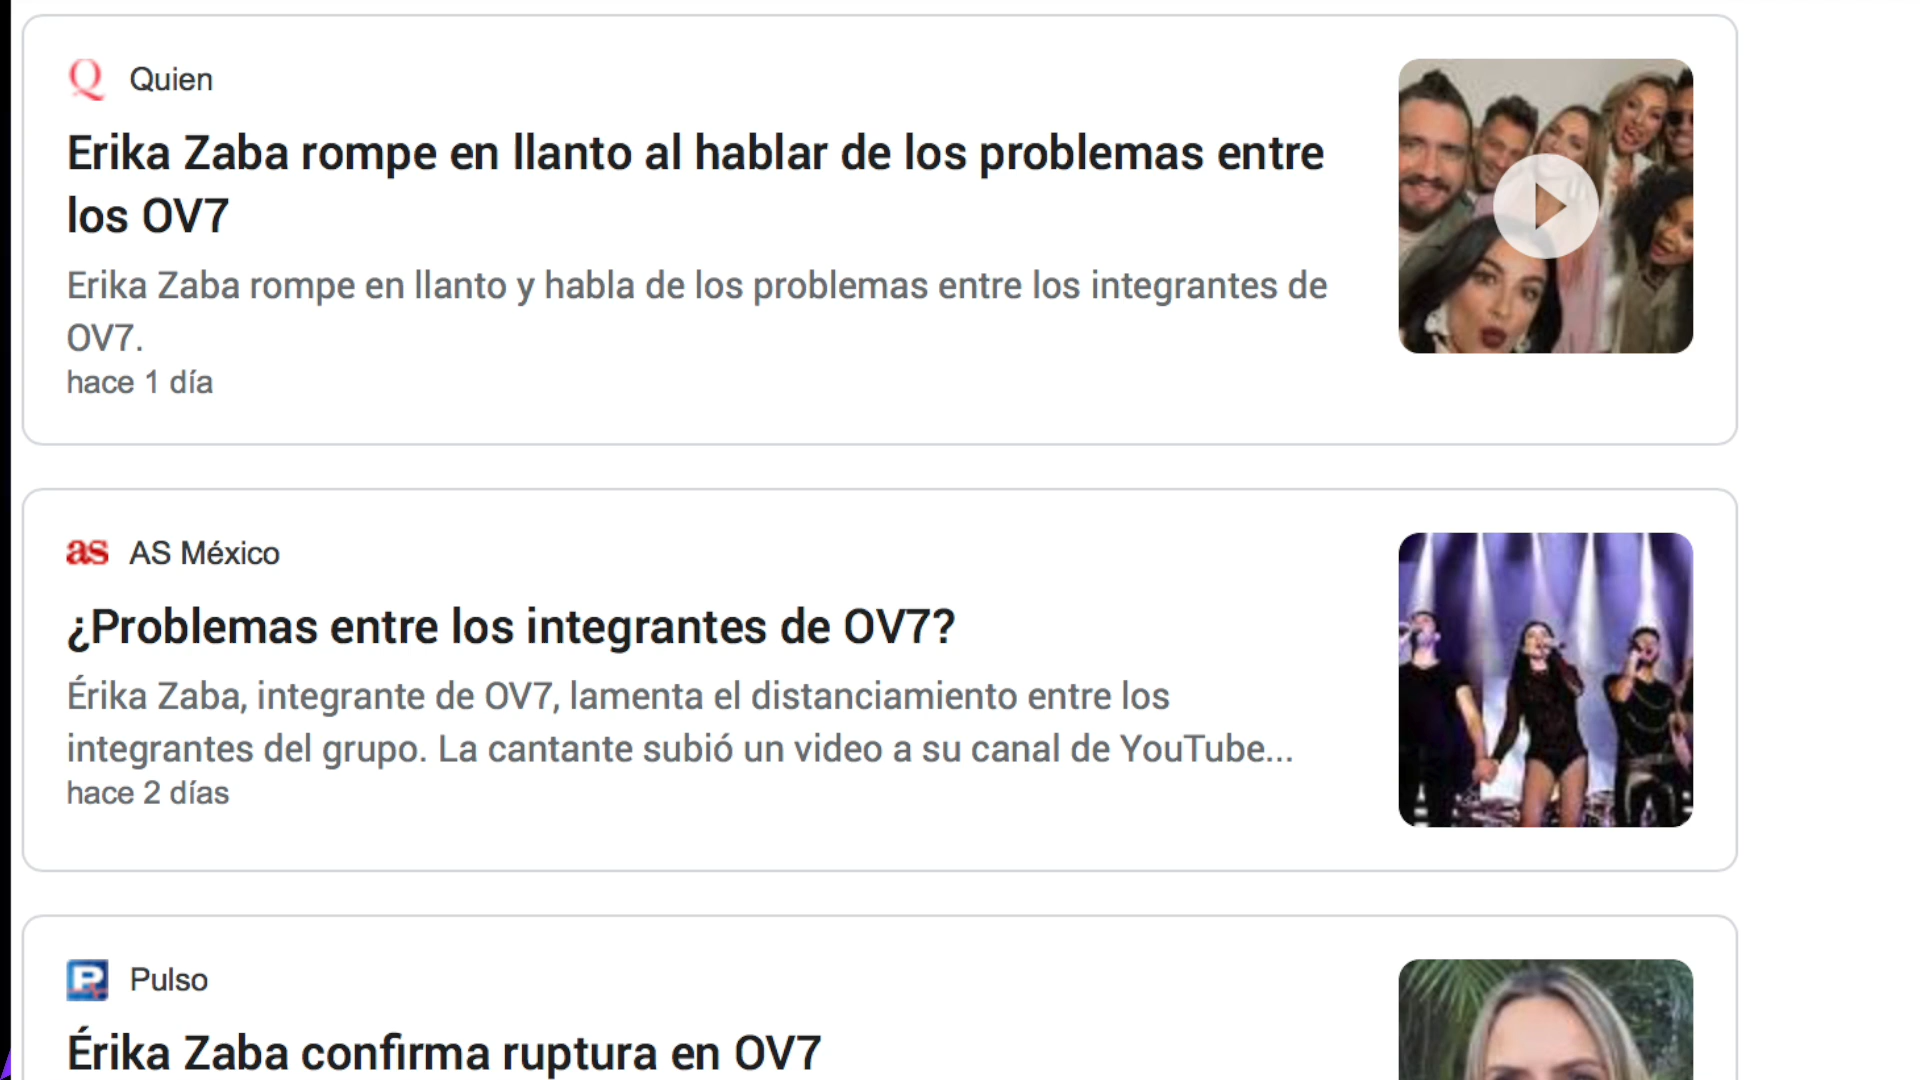 Q Quien
Erika Zaba rompe en llanto al hablar de los problemas entre
los OV7
Erika Zaba rompe en llanto y habla de los problemas entre los integrantes de
OV7.
hace 1 día
as AS México
¿Problemas entre los integrantes de OV7?
Érika Zaba, integrante de OV7, lamenta el distanciamiento entre los
integrantes del grupo. La cantante subió un video a su canal de YouTube...
hace 2 días
P Pulso
Érika Zaba confirma ruptura en OV7